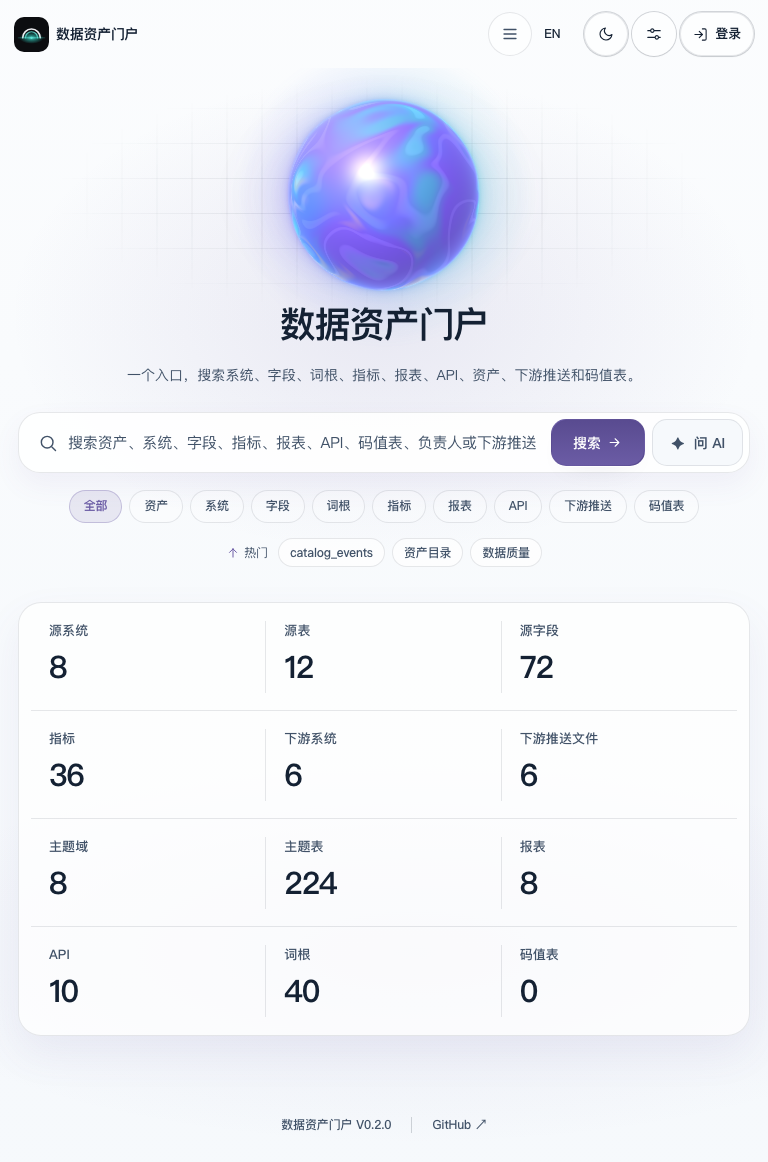 数据资产门户
EN
登录
数据资产门户
一个入口，搜索系统、字段、词根、指标、报表、API、资产、下游推送和码值表。
搜索资产、系统、字段、指标、报表、API、码值表、负责人或下游推送
搜索 →
问 AI
全部 资产 系统 字段 词根 指标 报表 API 下游推送 码值表
↑ 热门 catalog_events 资产目录 数据质量
源系统 源表 源字段
8 12 72
指标 下游系统 下游推送文件
36 6 6
主题域 主题表 报表
8 224 8
API 词根 码值表
10 40 0
数据资产门户 V0.2.0 GitHub ↗